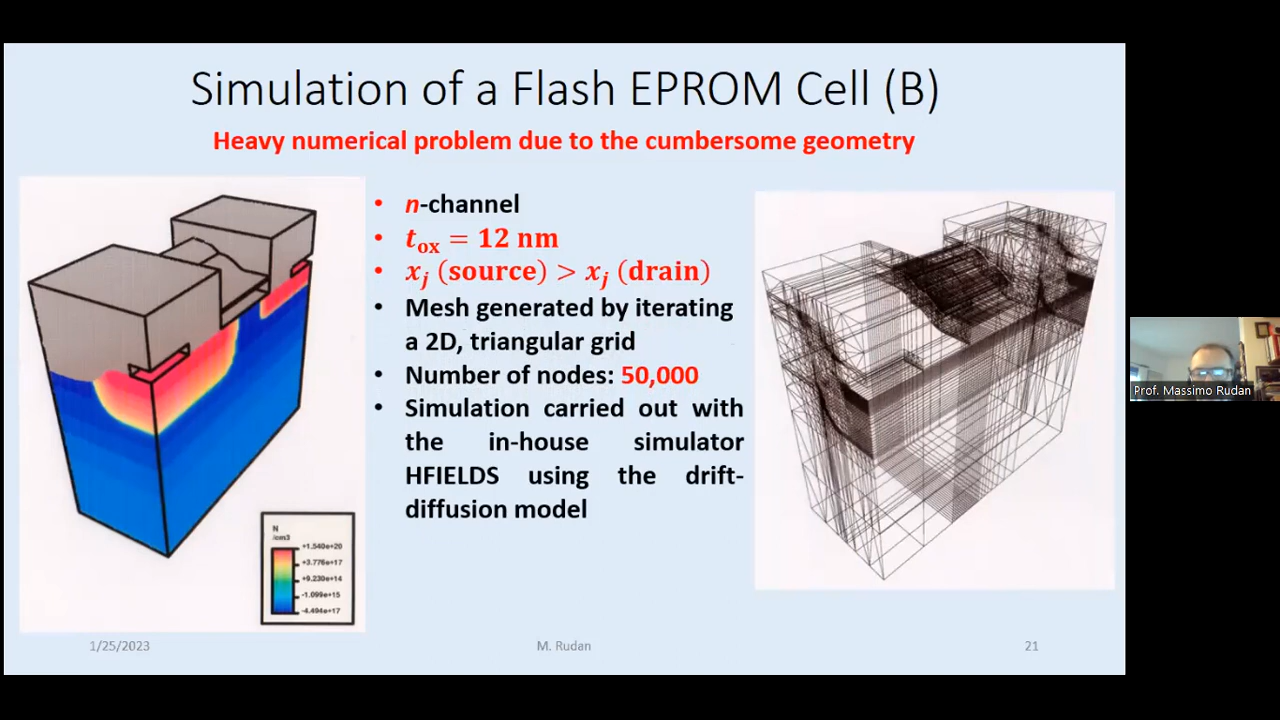 Simulation of a Flash EPROM Cell (B)
Heavy numerical problem due to the cumbersome geometry
• n-channel
• tox = 12 nm
• xj (source) > xj (drain)
• Mesh generated by iterating
a 2D, triangular grid
• Number of nodes: 50,000
• Simulation carried out with
the in-house simulator
HFIELDS using the drift-
diffusion model
N
/cm3
+1.540e+20
+3.776e+17
+9.230e+14
-1.099e+15
-4.494e+17
1/25/2023
M. Rudan
21
Prof. Massimo Rudan